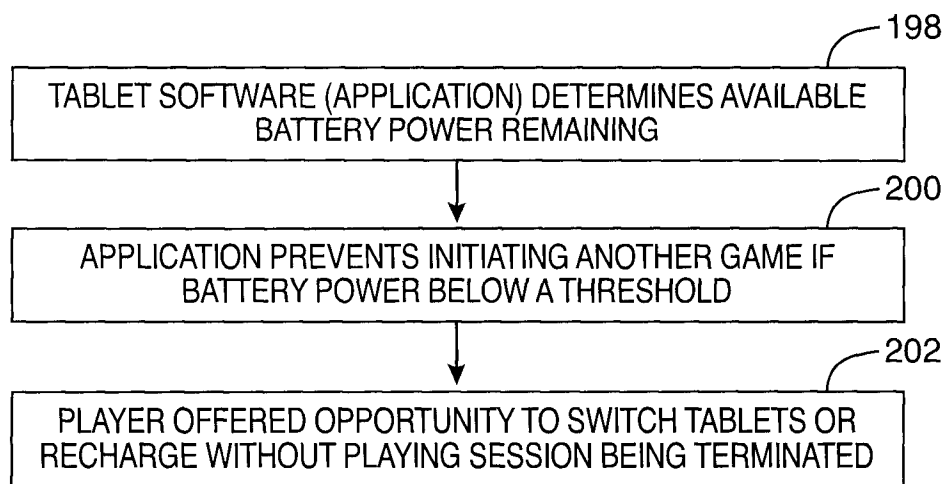 198
TABLET SOFTWARE (APPLICATION) DETERMINES AVAILABLE
BATTERY POWER REMAINING
200
APPLICATION PREVENTS INITIATING ANOTHER GAME IF
BATTERY POWER BELOW A THRESHOLD
202
PLAYER OFFERED OPPORTUNITY TO SWITCH TABLETS OR
RECHARGE WITHOUT PLAYING SESSION BEING TERMINATED